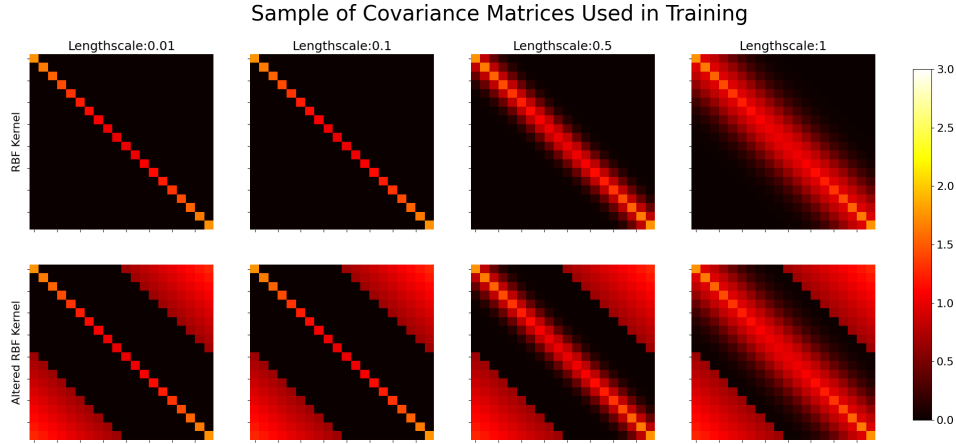 Sample of Covariance Matrices Used in Training
Lengthscale:0.01
Lengthscale:0.1
Lengthscale:0.5
Lengthscale:1
RBF Kernel
Altered RBF Kernel
3.0
2.5
2.0
1.5
1.0
0.5
0.0